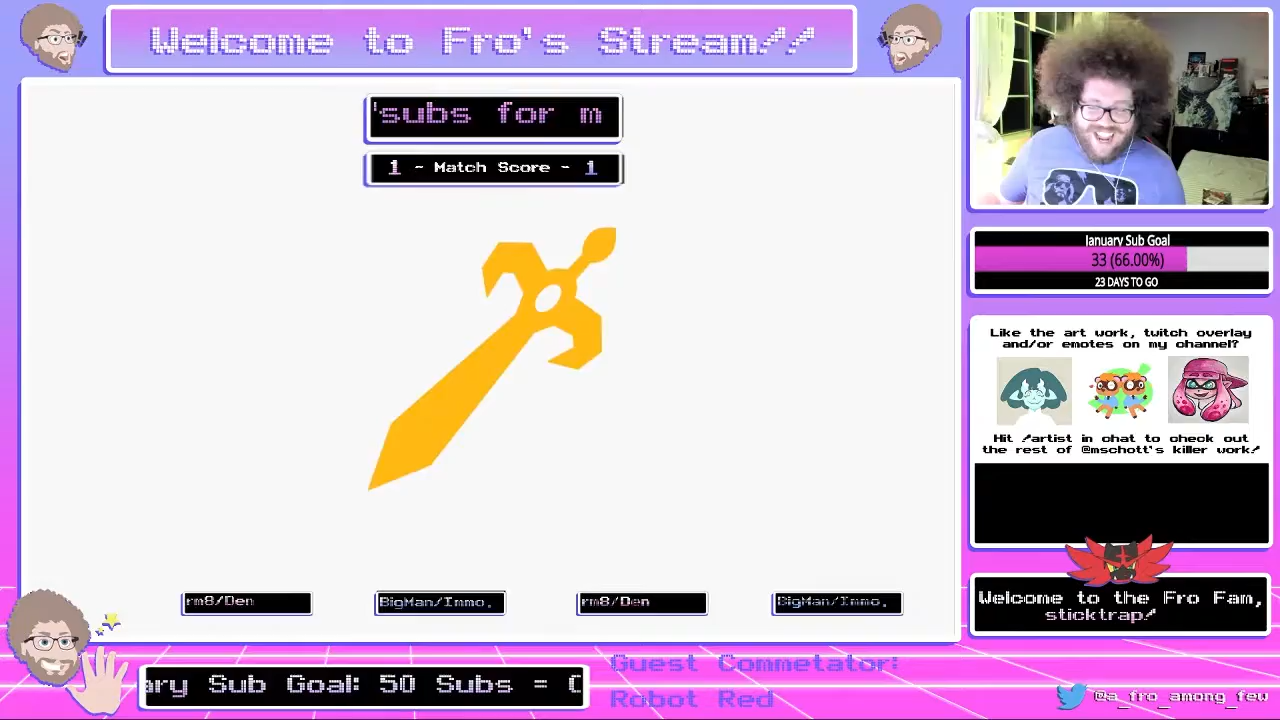 Welcome to Fro's Stream!!
'subs for m
1 - Match Score - 1
January Sub Goal
33 (66.00%)
23 DAYS TO GO
Like the art work, twitch overlay
and/or emotes on my channel?
Hit !artist in chat to check out
the rest of @mschott's killer work!
Welcome to the Fro Fam,
sticktrap!
rm8/Den
BigMan/Immo.
rm8/Den
BigMan/Immo.
ary Sub Goal: 50 Subs = C
Guest Commetator:
Robot Red
@a_fro_among_few